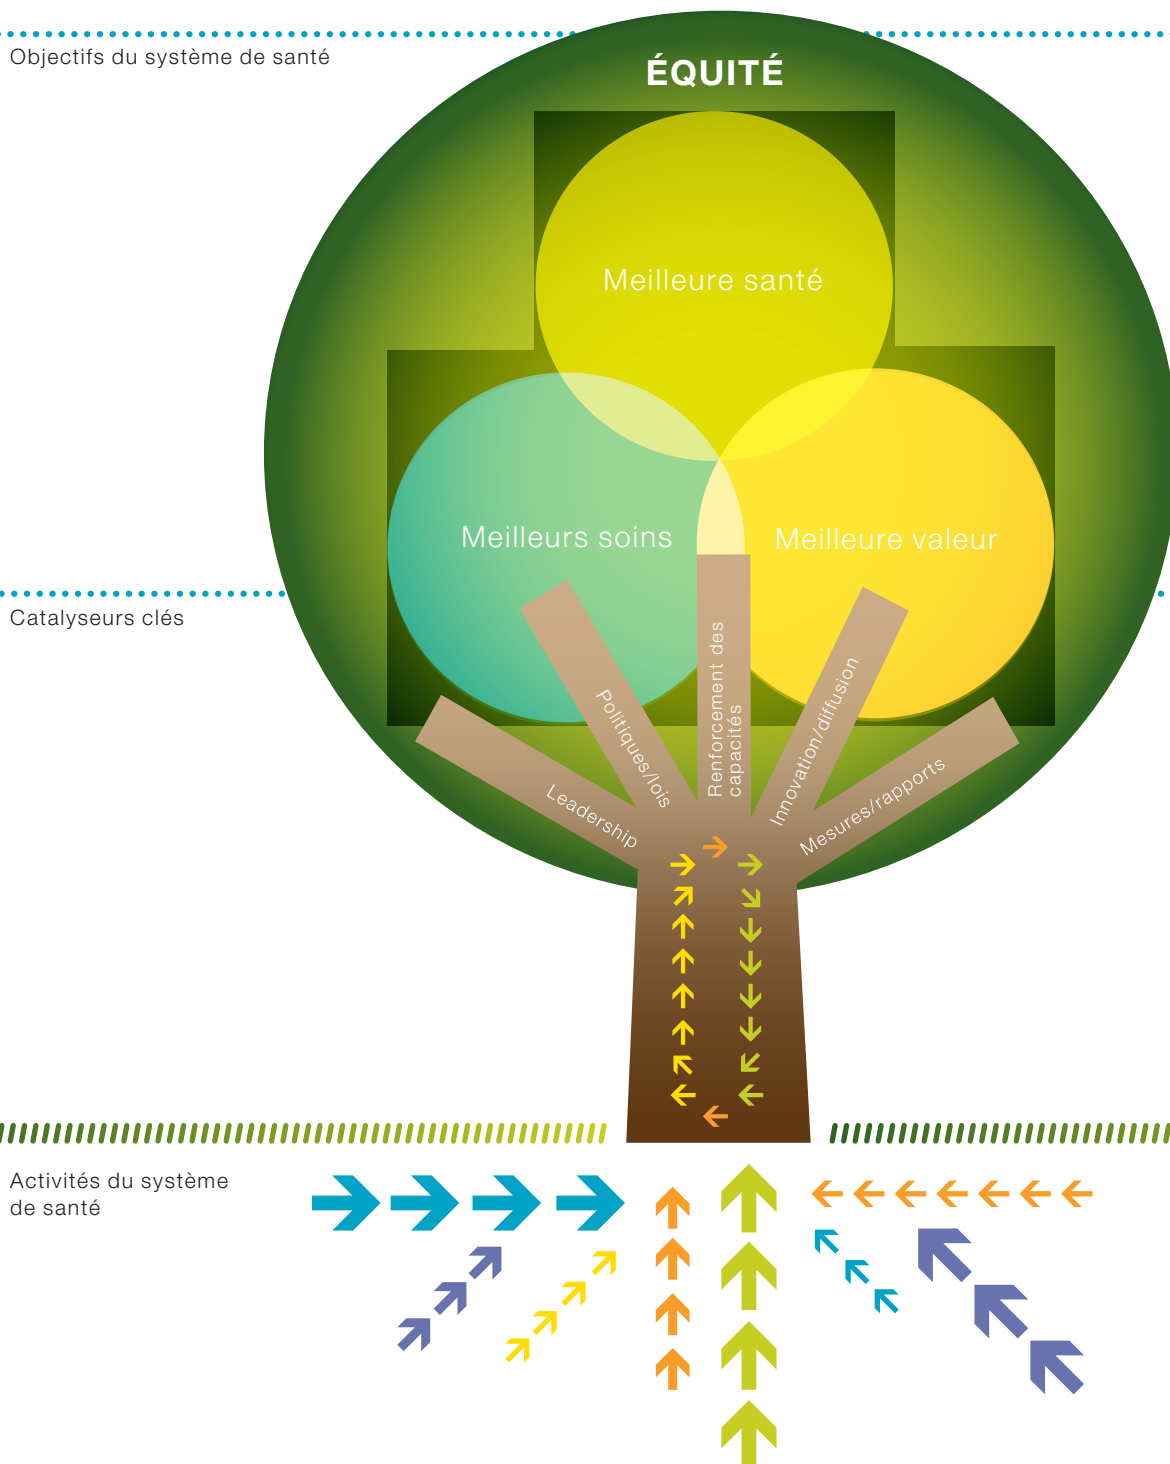 Objectifs du système de santé
ÉQUITÉ
Meilleure santé
Meilleurs soins
Meilleure valeur
Catalyseurs clés
Leadership
Politiques/lois
Renforcement des
capacités
Innovation/diffusion
Mesures/rapports
Activités du système
de santé